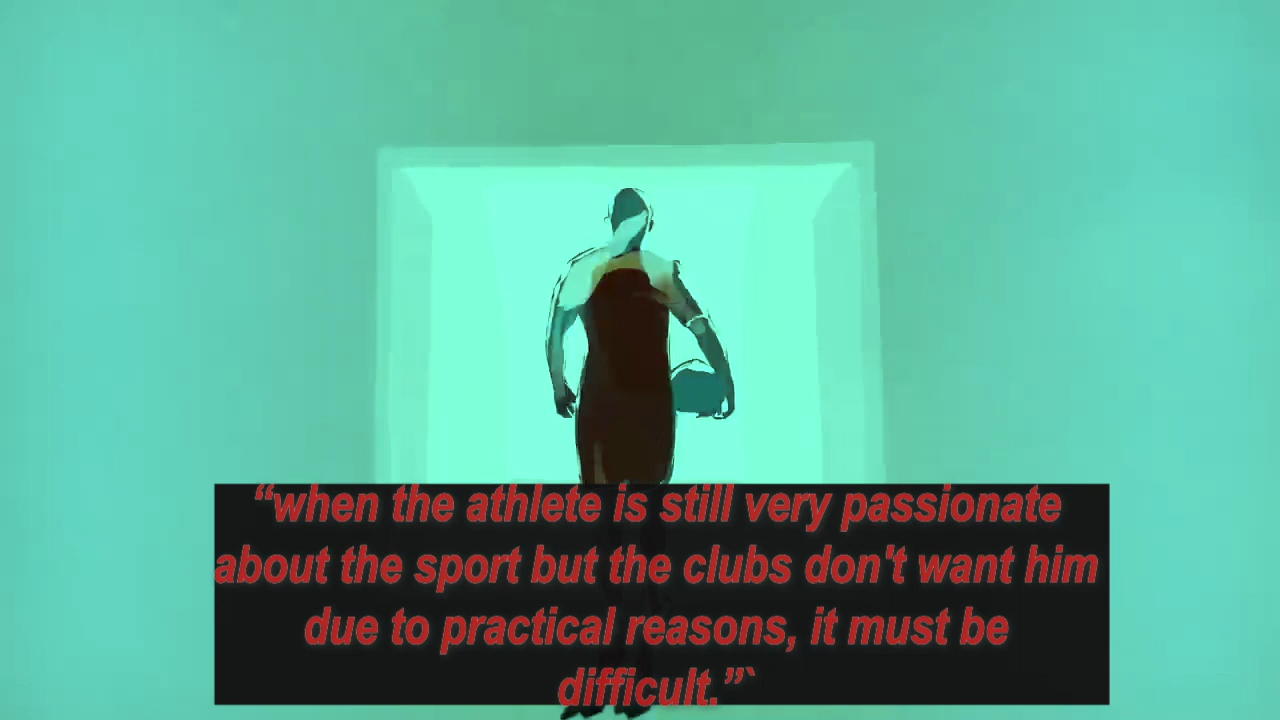 “when the athlete is still very passionate
about the sport but the clubs don't want him
due to practical reasons, it must be
difficult.”`